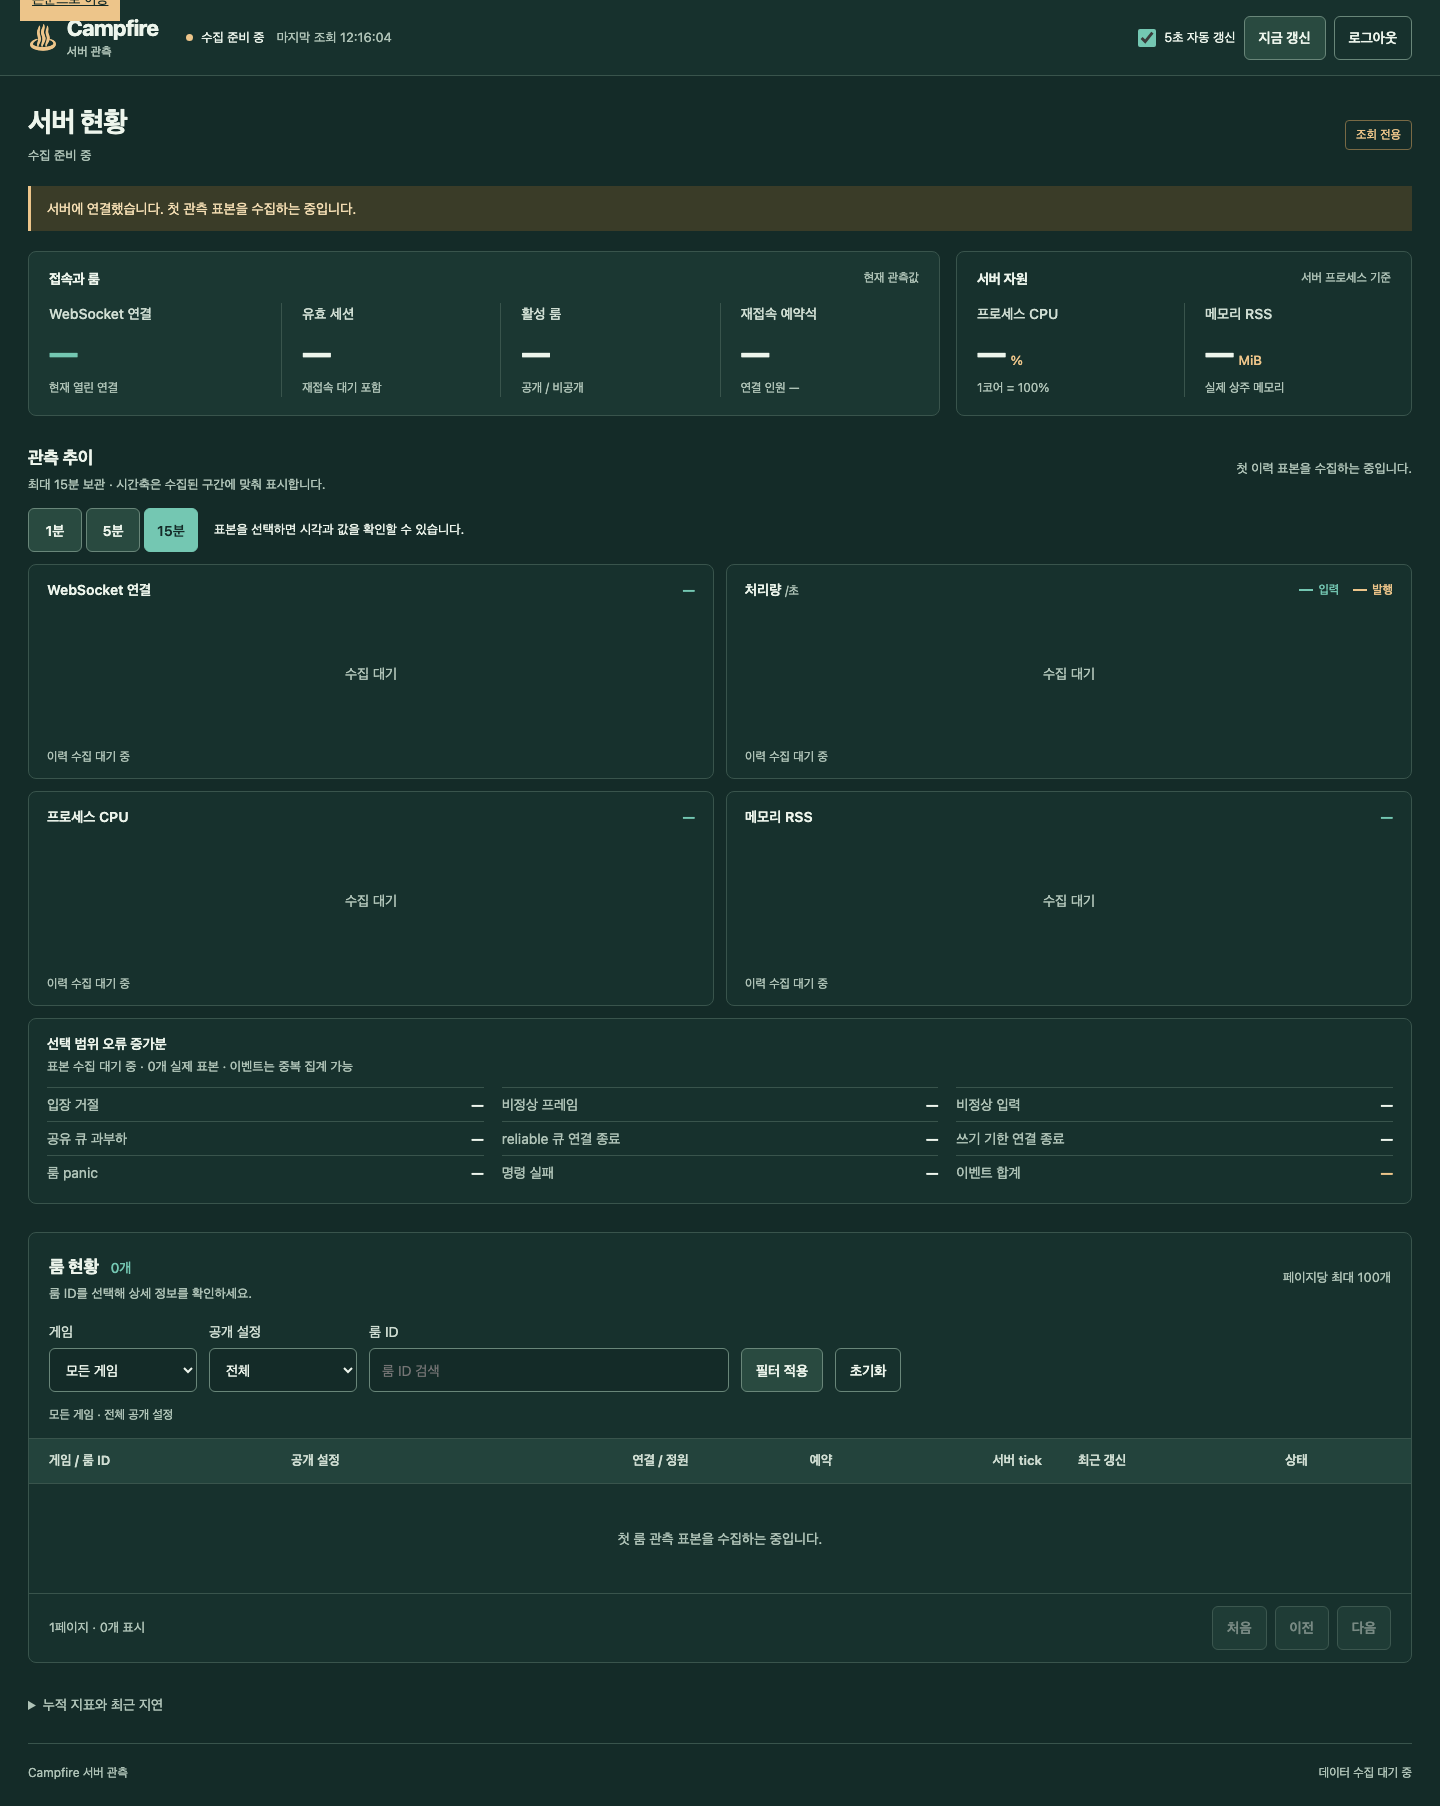 본문으로 이동
Campfire
서버 관측
수집 준비 중 마지막 조회 12:16:04
5초 자동 갱신
지금 갱신
로그아웃
서버 현황
수집 준비 중
조회 전용
서버에 연결했습니다. 첫 관측 표본을 수집하는 중입니다.
접속과 룸 현재 관측값
WebSocket 연결 유효 세션 활성 룸 재접속 예약석
— — — —
현재 열린 연결 재접속 대기 포함 공개 / 비공개 연결 인원 —
서버 자원 서버 프로세스 기준
프로세스 CPU 메모리 RSS
— % — MiB
1코어 = 100% 실제 상주 메모리
관측 추이
최대 15분 보관 · 시간축은 수집된 구간에 맞춰 표시합니다.
첫 이력 표본을 수집하는 중입니다.
1분 5분 15분 표본을 선택하면 시각과 값을 확인할 수 있습니다.
WebSocket 연결 —
수집 대기
이력 수집 대기 중
처리량 /초 — 입력 — 발행
수집 대기
이력 수집 대기 중
프로세스 CPU —
수집 대기
이력 수집 대기 중
메모리 RSS —
수집 대기
이력 수집 대기 중
선택 범위 오류 증가분
표본 수집 대기 중 · 0개 실제 표본 · 이벤트는 중복 집계 가능
입장 거절 — 비정상 프레임 — 비정상 입력 —
공유 큐 과부하 — reliable 큐 연결 종료 — 쓰기 기한 연결 종료 —
룸 panic — 명령 실패 — 이벤트 합계 —
룸 현황 0개
룸 ID를 선택해 상세 정보를 확인하세요.
페이지당 최대 100개
게임 공개 설정 룸 ID
모든 게임 전체 룸 ID 검색 필터 적용 초기화
모든 게임 · 전체 공개 설정
게임 / 룸 ID 공개 설정 연결 / 정원 예약 서버 tick 최근 갱신 상태
첫 룸 관측 표본을 수집하는 중입니다.
1페이지 · 0개 표시 처음 이전 다음
▶ 누적 지표와 최근 지연
Campfire 서버 관측 데이터 수집 대기 중